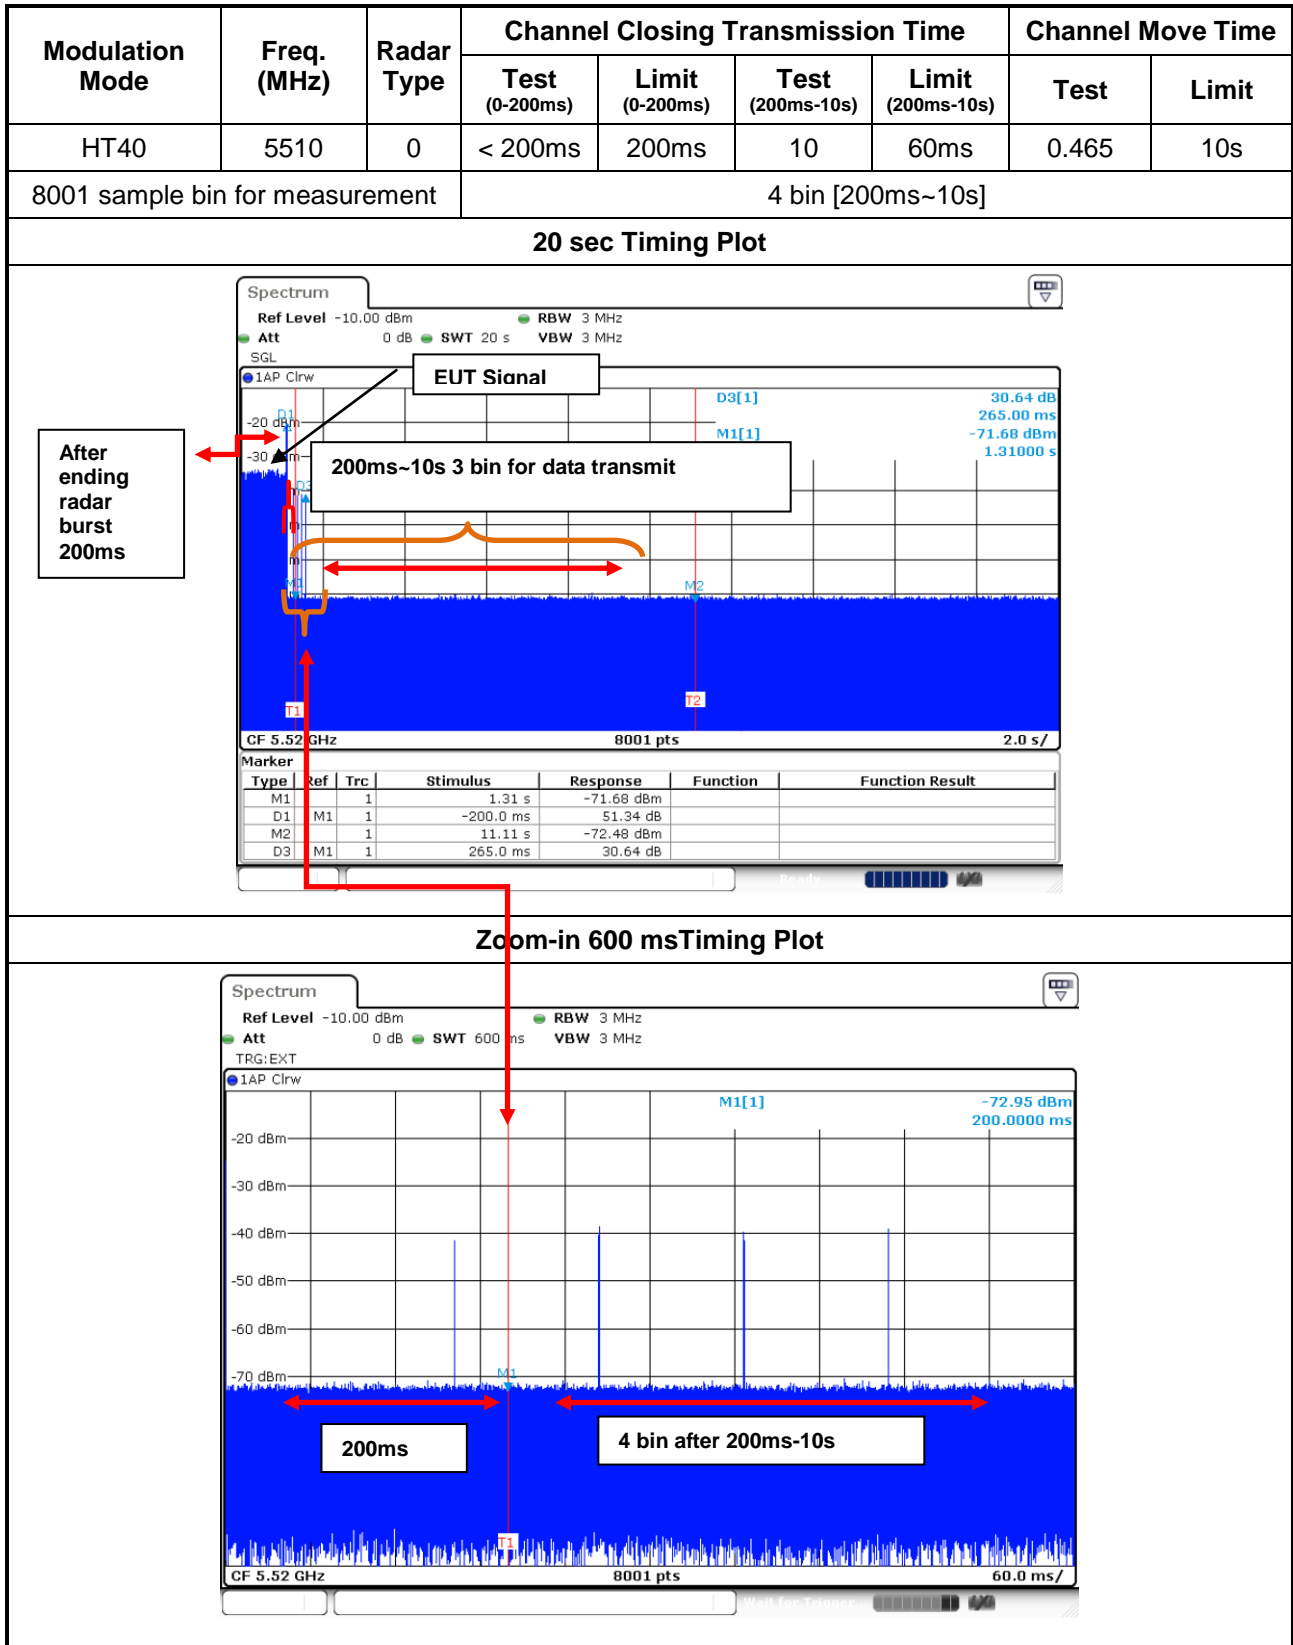 Modulation Mode Freq. (MHz) Radar Type Channel Closing Transmission Time Channel Move Time
Test (0-200ms) Limit (0-200ms) Test (200ms-10s) Limit (200ms-10s) Test Limit
HT40 5510 0 < 200ms 200ms 10 60ms 0.465 10s
8001 sample bin for measurement 4 bin [200ms~10s]
20 sec Timing Plot
Spectrum
Ref Level -10.00 dBm RBW 3 MHz
Att 0 dB SWT 20 s VBW 3 MHz
SGL
1AP Clrw
EUT Signal
D3[1] 30.64 dB
265.00 ms
M1[1] -71.68 dBm
1.31000 s
D1
-20 dBm
-30 dBm
After ending radar burst 200ms
200ms~10s 3 bin for data transmit
D3
M1
M2
T1
T2
CF 5.52 GHz 8001 pts 2.0 s/
Marker
Type Ref Trc Stimulus Response Function Function Result
M1 1 1.31 s -71.68 dBm
D1 M1 1 -200.0 ms 51.34 dB
M2 1 11.11 s -72.48 dBm
D3 M1 1 265.0 ms 30.64 dB
Ready
Zoom-in 600 msTiming Plot
Spectrum
Ref Level -10.00 dBm RBW 3 MHz
Att 0 dB SWT 600 ms VBW 3 MHz
TRG:EXT
1AP Clrw
M1[1] -72.95 dBm
200.0000 ms
-20 dBm
-30 dBm
-40 dBm
-50 dBm
-60 dBm
-70 dBm
M1
200ms
4 bin after 200ms-10s
T1
CF 5.52 GHz 8001 pts 60.0 ms/
Wait for Trigger...